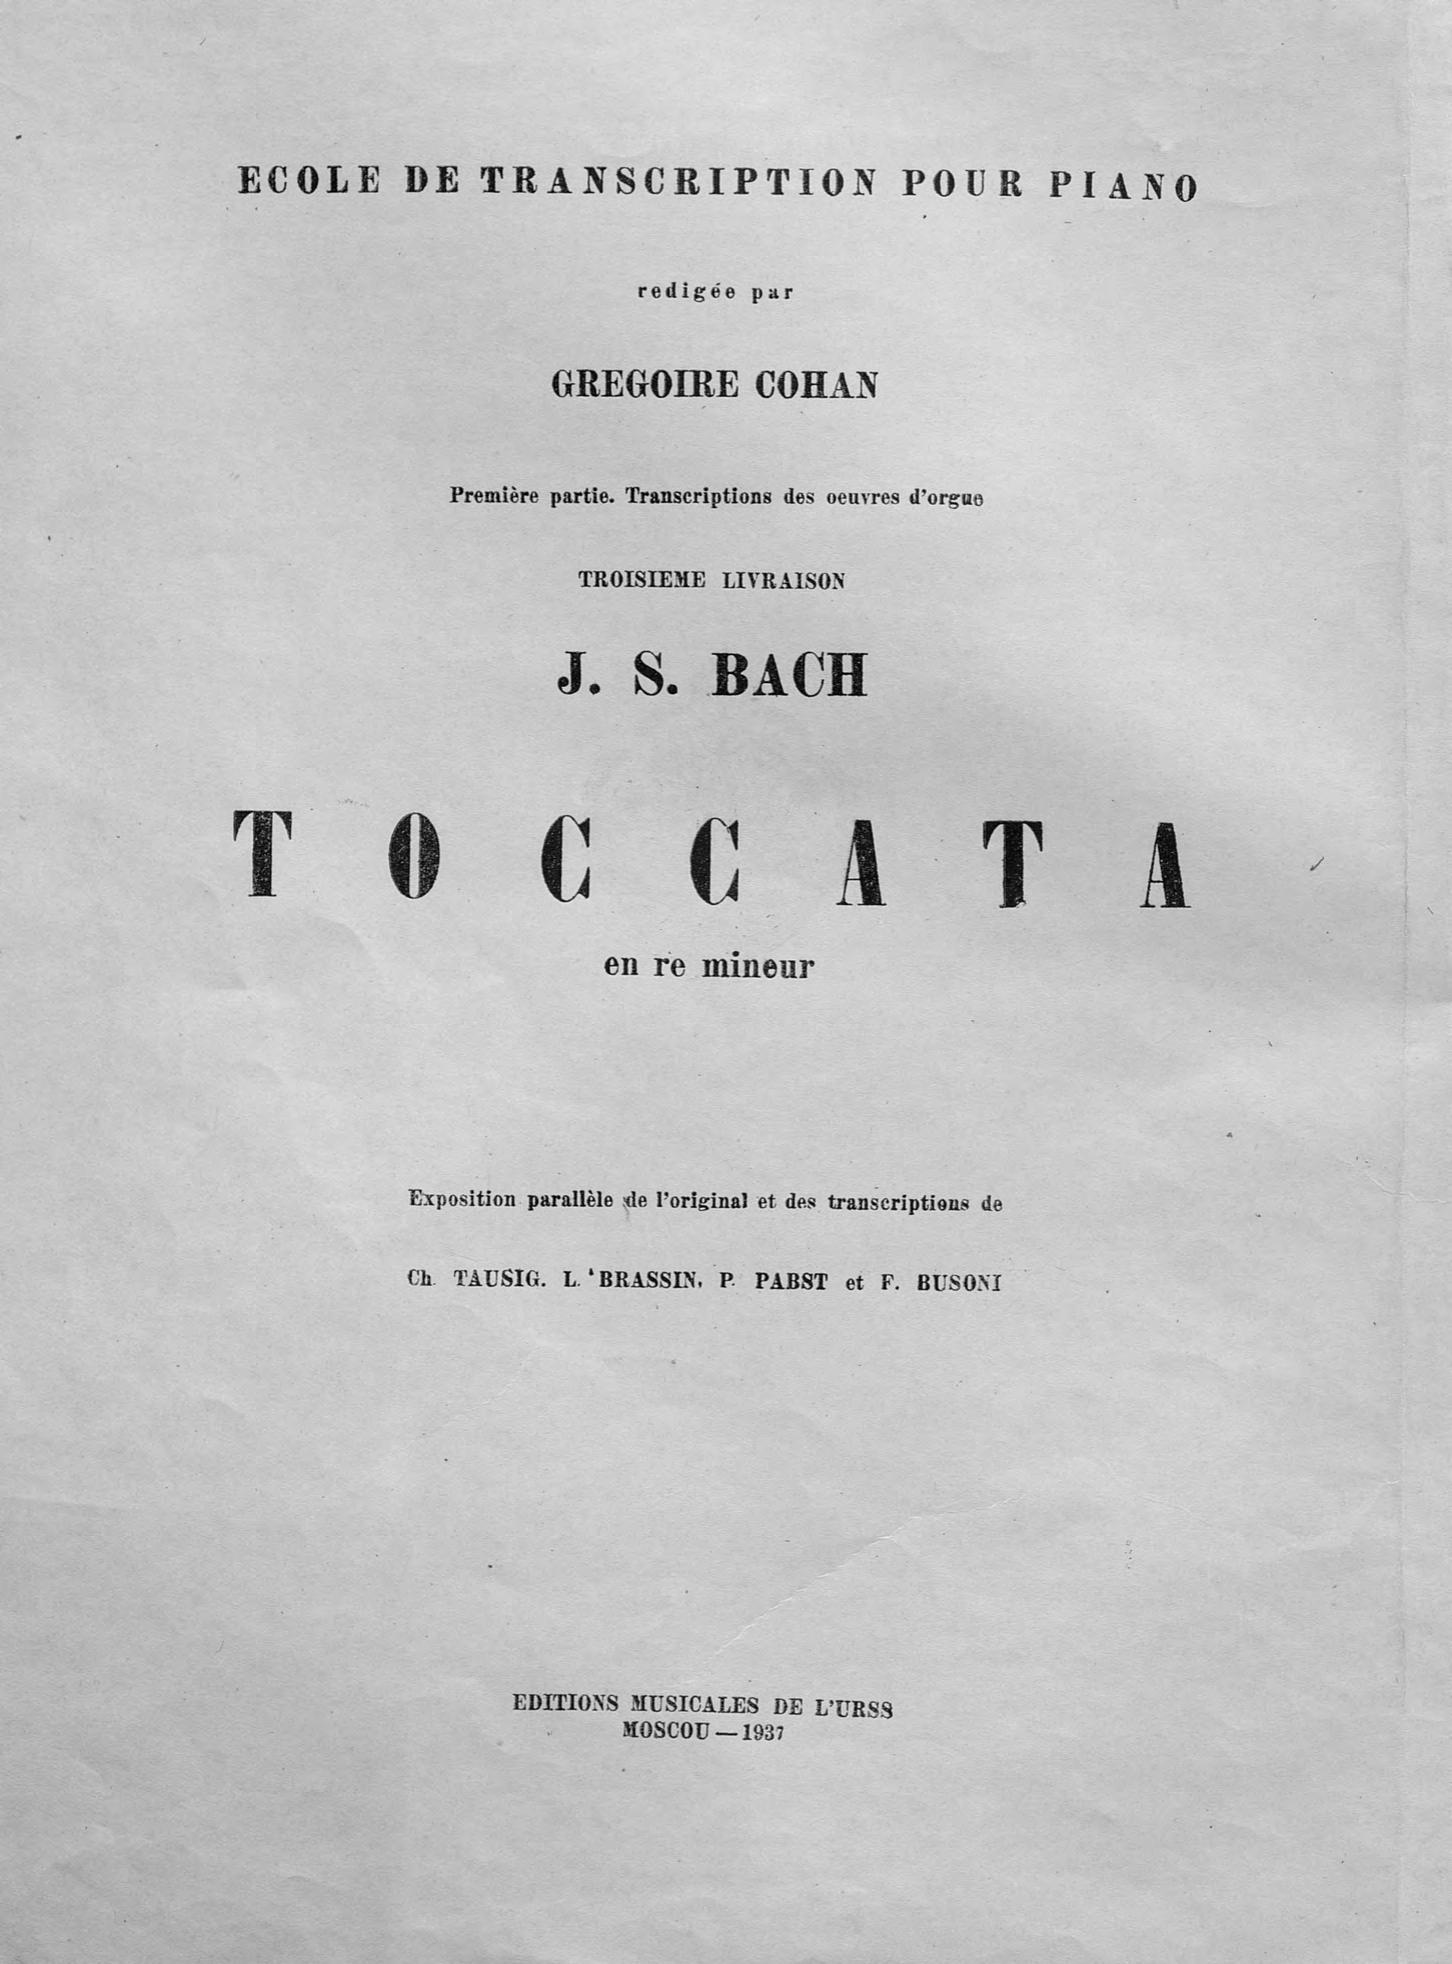 ECOLE DE TRANSCRIPTION POUR PIANO
redigée par
GREGOIRE COHAN
Première partie. Transcriptions des oeuvres d'orgue
TROISIEME LIVRAISON
J. S. BACH
TOCCATA
en re mineur
Exposition parallèle de l'original et des transcriptions de
Ch. TAUSIG. L. BRASSIN, P. PABST et F. BUSONI
EDITIONS MUSICALES DE L'URSS
MOSCOU — 1937